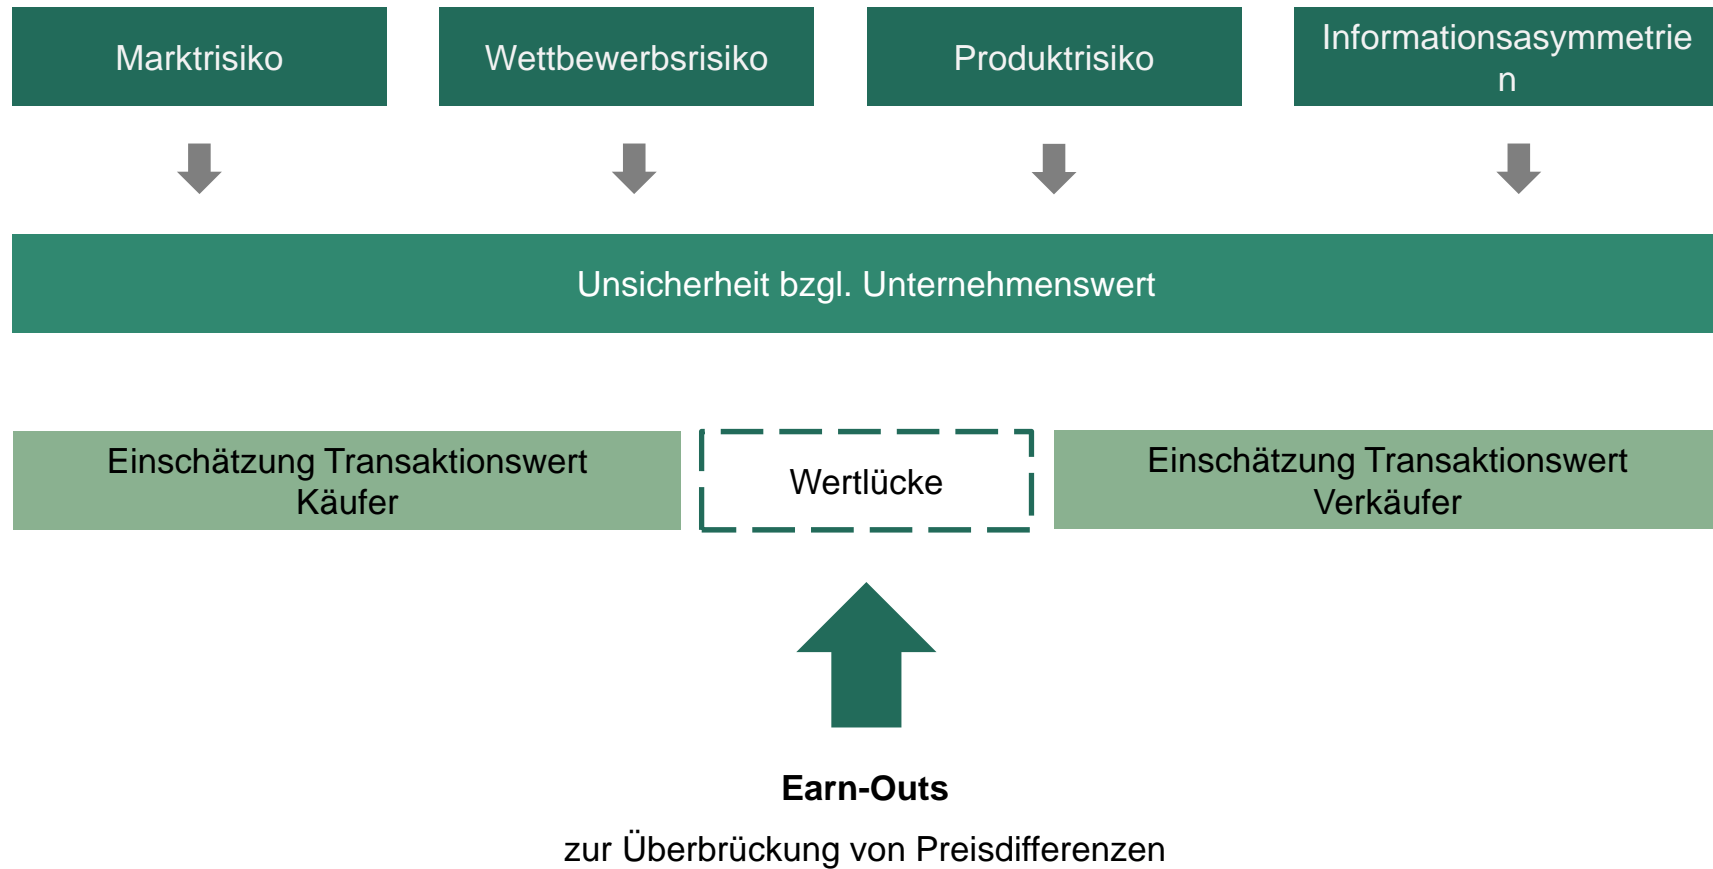 Marktrisiko
Wettbewerbsrisiko
Produktrisiko
Informationsasymmetrie
n
Unsicherheit bzgl. Unternehmenswert
Einschätzung Transaktionswert
Käufer
Wertlücke
Einschätzung Transaktionswert
Verkäufer
Earn-Outs
zur Überbrückung von Preisdifferenzen